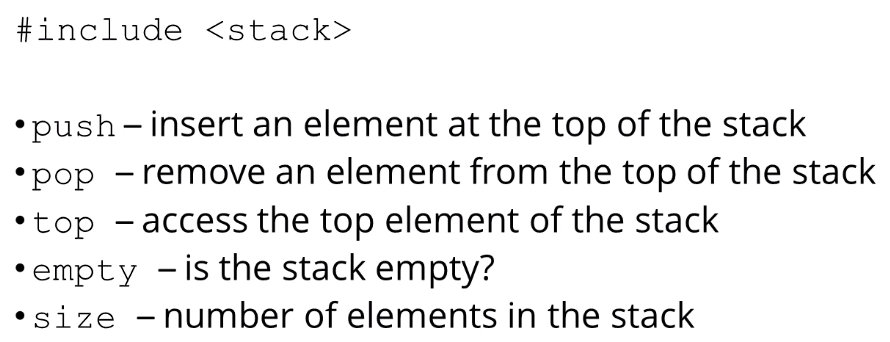 #include <stack>
•push – insert an element at the top of the stack
•pop – remove an element from the top of the stack
•top – access the top element of the stack
•empty – is the stack empty?
•size – number of elements in the stack